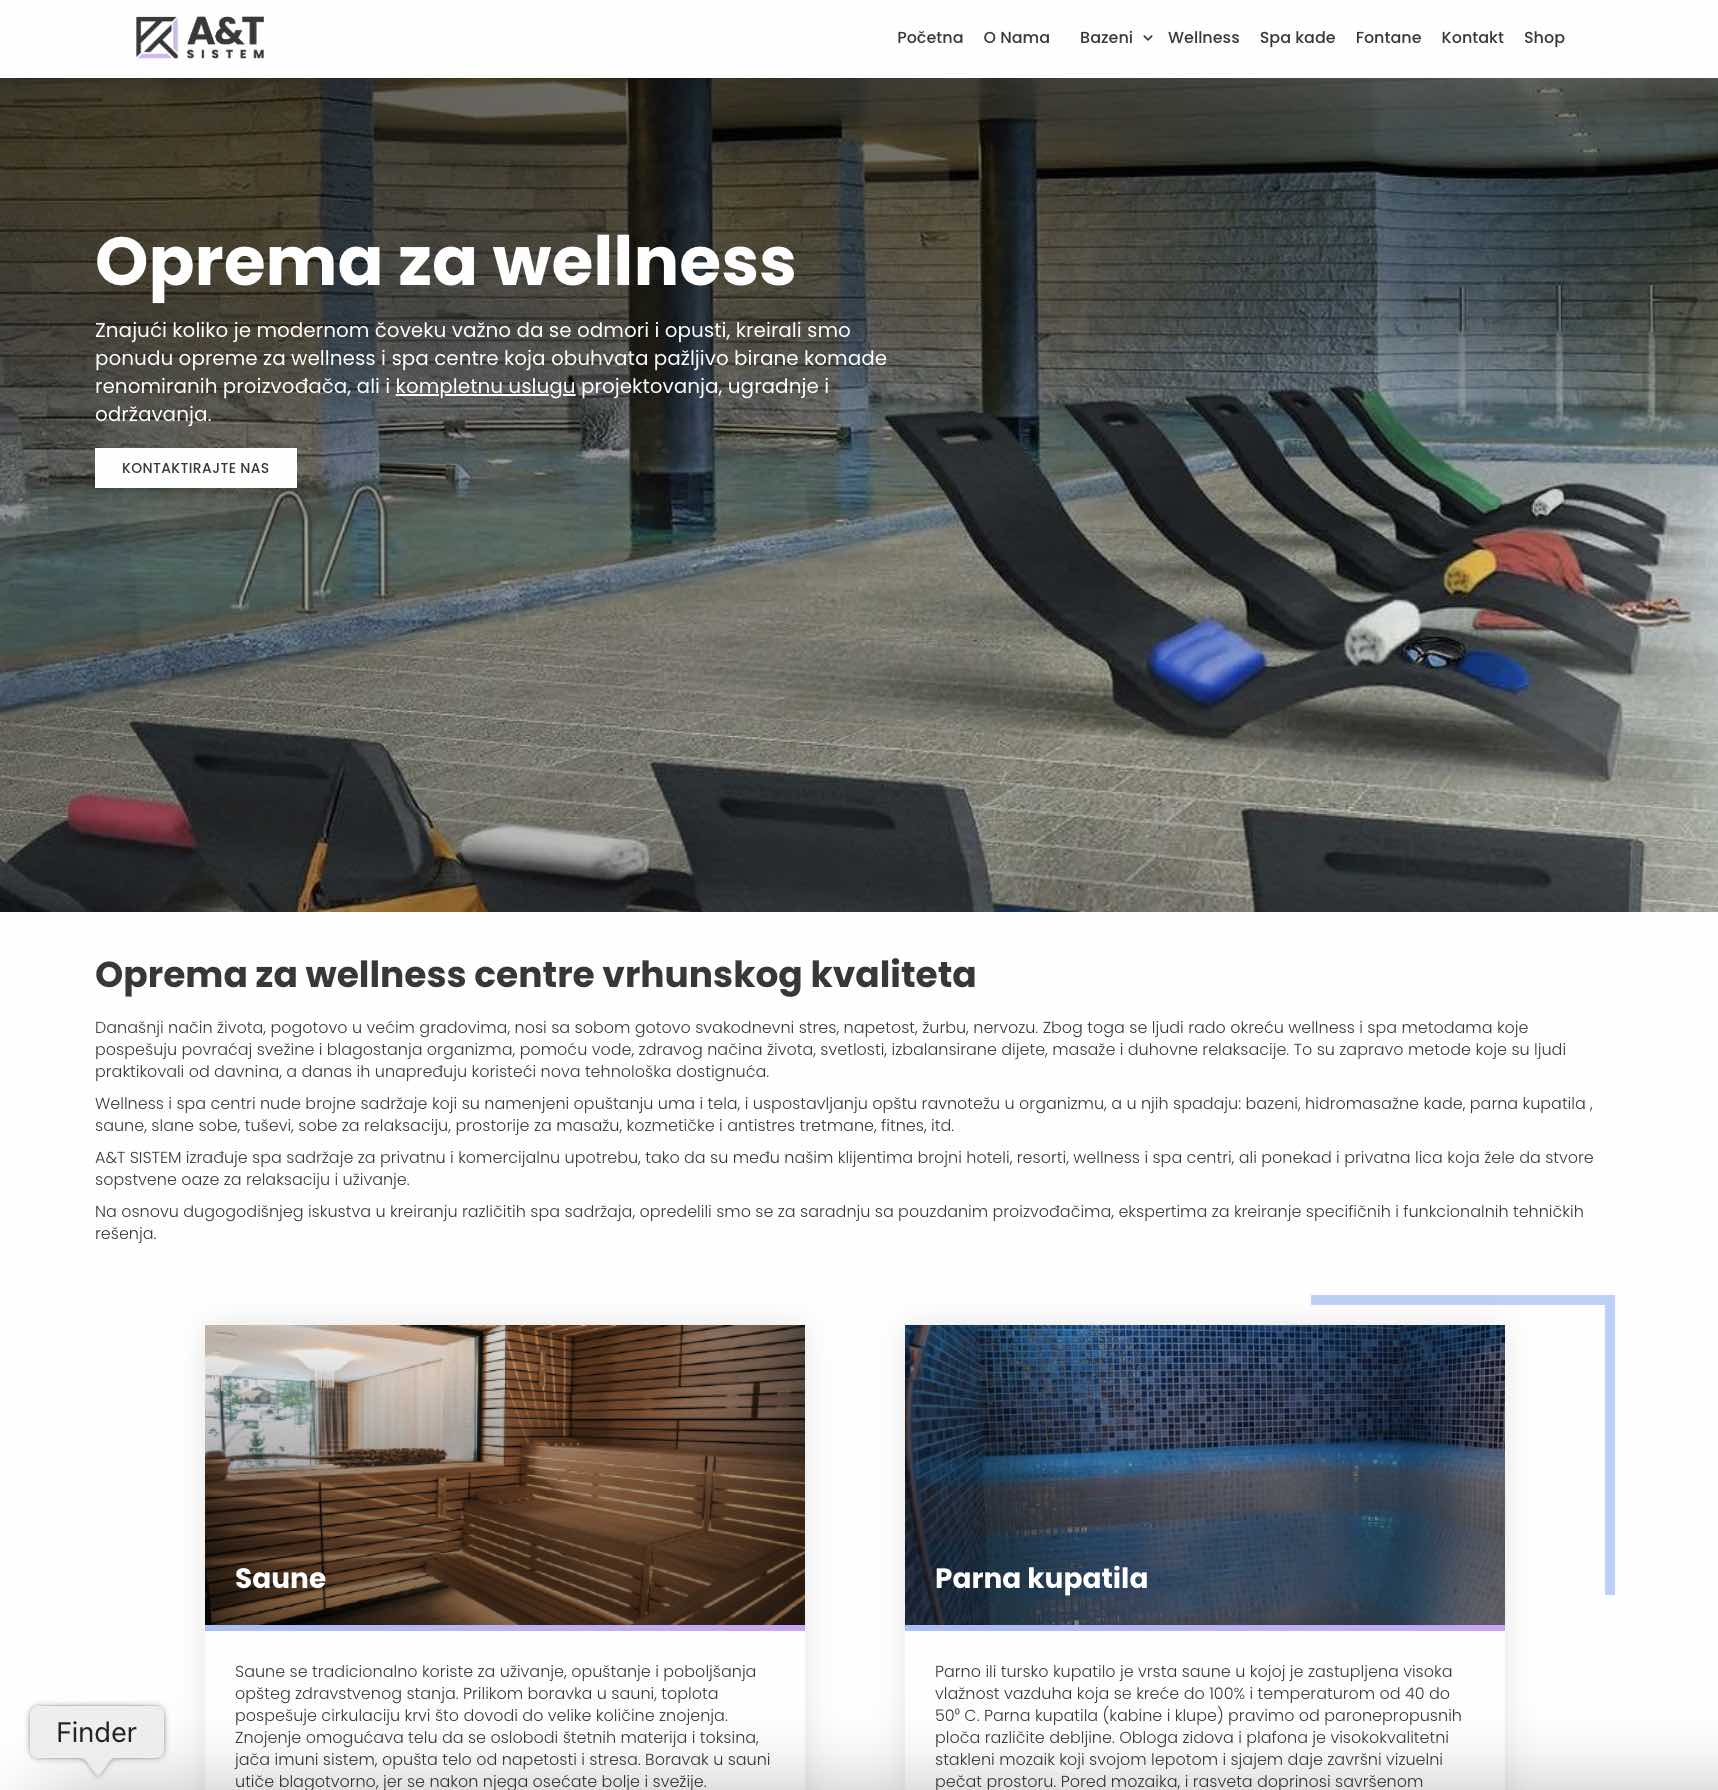 A&T
SISTEM
Početna O Nama Bazeni Wellness Spa kade Fontane Kontakt Shop
Oprema za wellness
Znajući koliko je modernom čoveku važno da se odmori i opusti, kreirali smo
ponudu opreme za wellness i spa centre koja obuhvata pažljivo birane komade
renomiranih proizvođača, ali i kompletnu uslugu projektovanja, ugradnje i
održavanja.
KONTAKTIRAJTE NAS
Oprema za wellness centre vrhunskog kvaliteta
Današnji način života, pogotovo u većim gradovima, nosi sa sobom gotovo svakodnevni stres, napetost, žurbu, nervozu. Zbog toga se ljudi rado okreću wellness i spa metodama koje
pospešuju povraćaj svežine i blagostanja organizma, pomoću vode, zdravog načina života, svetlosti, izbalansirane dijete, masaže i duhovne relaksacije. To su zapravo metode koje su ljudi
praktikovali od davnina, a danas ih unapređuju koristeći nova tehnološka dostignuća.
Wellness i spa centri nude brojne sadržaje koji su namenjeni opuštanju uma i tela, i uspostavljanju opštu ravnotežu u organizmu, a u njih spadaju: bazeni, hidromasažne kade, parna kupatila ,
saune, slane sobe, tuševi, sobe za relaksaciju, prostorije za masažu, kozmetičke i antistres tretmane, fitnes, itd.
A&T SISTEM izrađuje spa sadržaje za privatnu i komercijalnu upotrebu, tako da su među našim klijentima brojni hoteli, resorti, wellness i spa centri, ali ponekad i privatna lica koja žele da stvore
sopstvene oaze za relaksaciju i uživanje.
Na osnovu dugogodišnjeg iskustva u kreiranju različitih spa sadržaja, opredelili smo se za saradnju sa pouzdanim proizvođačima, ekspertima za kreiranje specifičnih i funkcionalnih tehničkih
rešenja.
Saune
Saune se tradicionalno koriste za uživanje, opuštanje i poboljšanja
opšteg zdravstvenog stanja. Prilikom boravka u sauni, toplota
pospešuje cirkulaciju krvi što dovodi do velike količine znojenja.
Znojenje omogućava telu da se oslobodi štetnih materija i toksina,
jača imuni sistem, opušta telo od napetosti i stresa. Boravak u sauni
utiče blagotvorno, jer se nakon njega osećate bolje i svežije.
Parna kupatila
Parno ili tursko kupatilo je vrsta saune u kojoj je zastupljena visoka
vlažnost vazduha koja se kreće do 100% i temperaturom od 40 do
50⁰ C. Parna kupatila (kabine i klupe) pravimo od paronepropusnih
ploča različite debljine. Obloga zidova i plafona je visokokvalitetni
stakleni mozaik koji svojom lepotom i sjajem daje završni vizuelni
pečat prostoru. Pored mozaika, i rasveta doprinosi savršenom
Finder